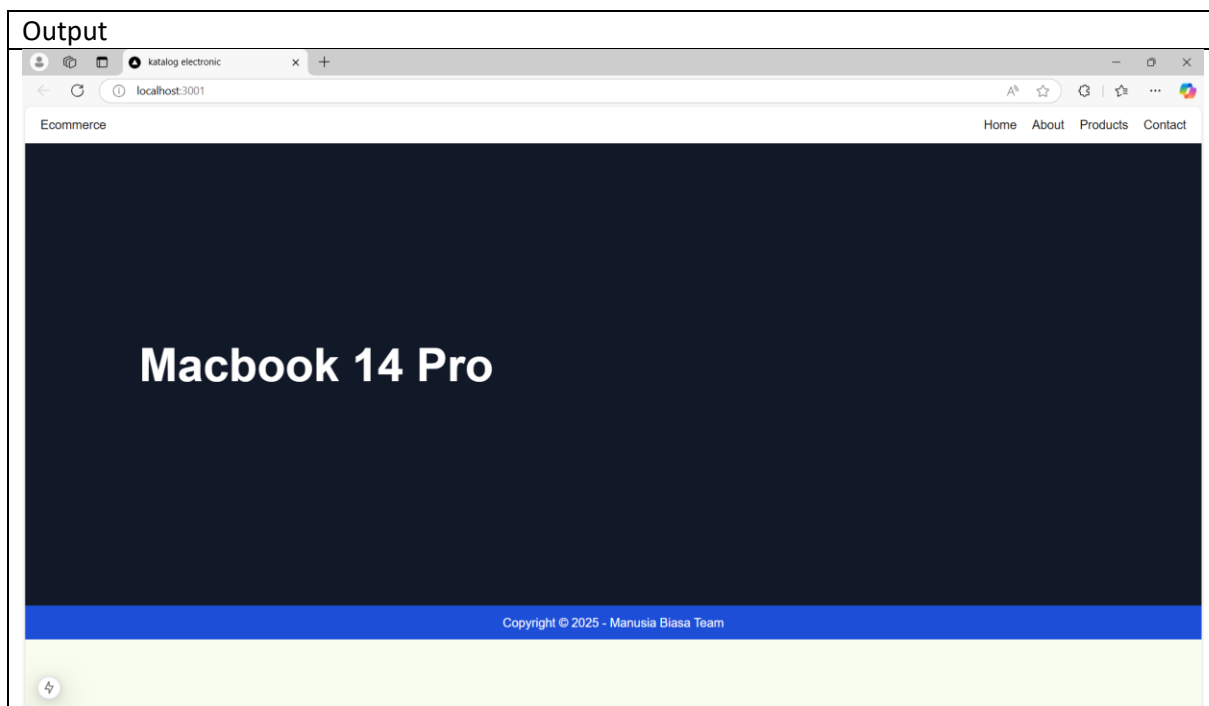 Output
katalog electronic
localhost:3001
Ecommerce
Home About Products Contact
Macbook 14 Pro
Copyright © 2025 - Manusia Biasa Team